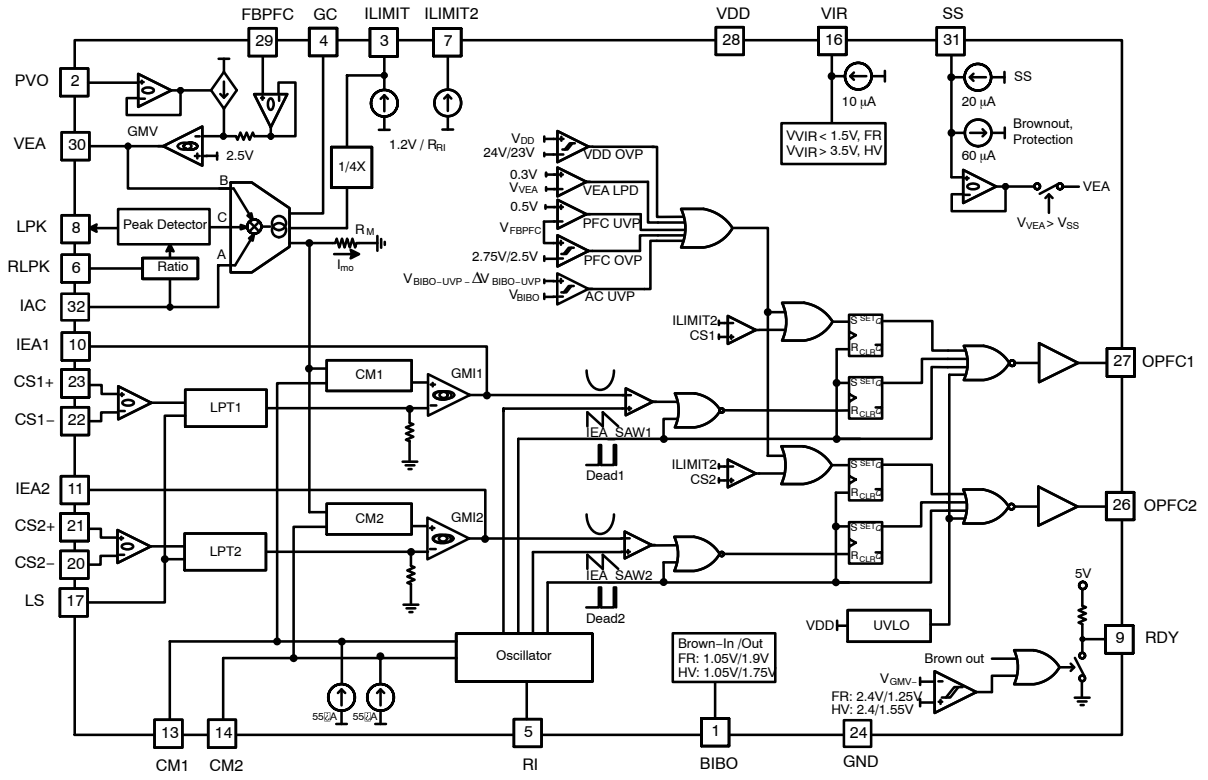 FBPFC GC ILIMIT ILIMIT2 VDD VIR SS
29 4 3 7 28 16 31
PVO 2
VEA 30
GMV
2.5V
1.2V / RRI
1/4X
10 µA
VVIR < 1.5V, FR
VVIR > 3.5V, HV
SS
20 µA
Brownout,
Protection
60 µA
VEA
VVEA > VSS
VDD
24V/23V
VDD OVP
0.3V
VVEA
VEA LPD
0.5V
PFC UVP
VFBPFC
2.75V/2.5V
PFC OVP
VBIBO−UVP − ΔVBIBO−UVP
VBIBO
AC UVP
B
C
A
LPK 8
Peak Detector
RM
Imo
RLPK 6
Ratio
IAC 32
IEA1 10
CS1+ 23
CS1− 22
LPT1
CM1
GMI1
IEA SAW1
Dead1
ILIMIT2
CS1
S SET Q
R CLR Q
S SET Q
R CLR Q
27 OPFC1
IEA2 11
CS2+ 21
CS2− 20
LPT2
CM2
GMI2
IEA SAW2
Dead2
ILIMIT2
CS2
S SET Q
R CLR Q
S SET Q
R CLR Q
26 OPFC2
LS 17
Oscillator
55 A
55 A
Brown−In /Out
FR: 1.05V/1.9V
HV: 1.05V/1.75V
VDD
UVLO
5V
9 RDY
Brown out
VGMV−
FR: 2.4V/1.25V
HV: 2.4/1.55V
13 14 5 1 24
CM1 CM2 RI BIBO GND